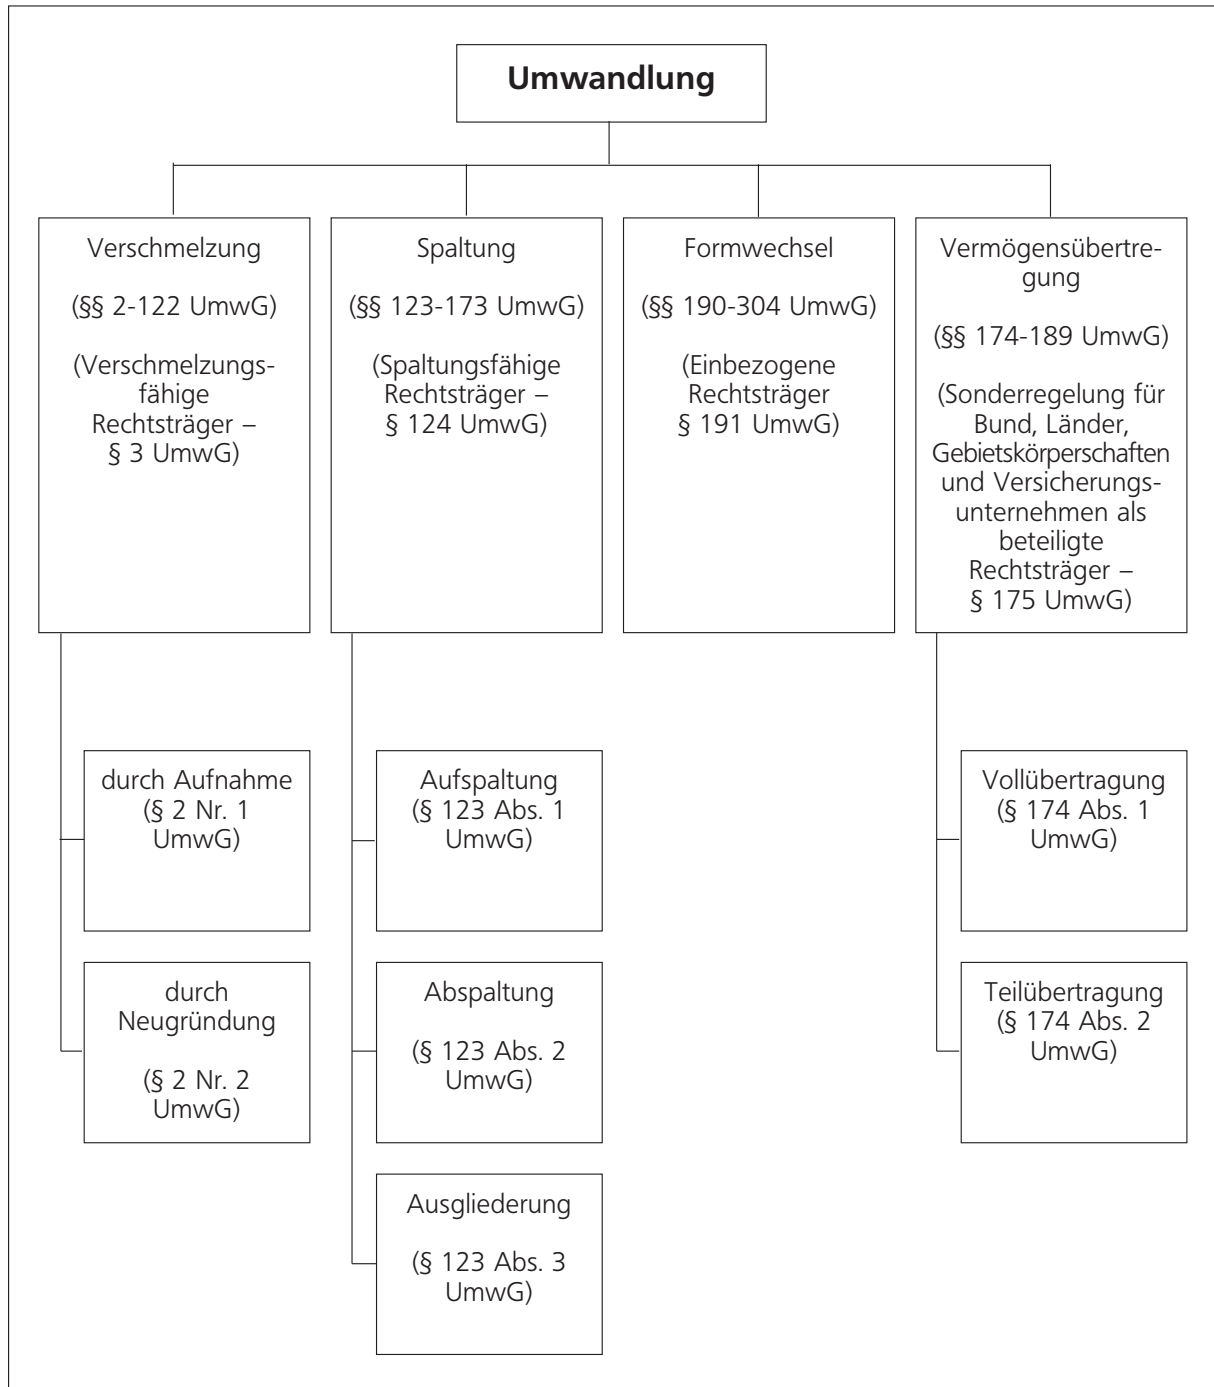 Umwandlung
Verschmelzung
(§§ 2-122 UmwG)
(Verschmelzungs-
fähige
Rechtsträger –
§ 3 UmwG)
Spaltung
(§§ 123-173 UmwG)
(Spaltungsfähige
Rechtsträger –
§ 124 UmwG)
Formwechsel
(§§ 190-304 UmwG)
(Einbezogene
Rechtsträger
§ 191 UmwG)
Vermögensübertre-
gung
(§§ 174-189 UmwG)
(Sonderregelung für
Bund, Länder,
Gebietskörperschaften
und Versicherungs-
unternehmen als
beteiligte
Rechtsträger –
§ 175 UmwG)
durch Aufnahme
(§ 2 Nr. 1
UmwG)
durch
Neugründung
(§ 2 Nr. 2
UmwG)
Aufspaltung
(§ 123 Abs. 1
UmwG)
Abspaltung
(§ 123 Abs. 2
UmwG)
Ausgliederung
(§ 123 Abs. 3
UmwG)
Vollübertragung
(§ 174 Abs. 1
UmwG)
Teilübertragung
(§ 174 Abs. 2
UmwG)